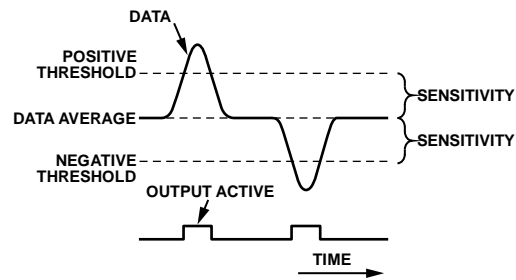 DATA
POSITIVE
THRESHOLD
SENSITIVITY
DATA AVERAGE
SENSITIVITY
NEGATIVE
THRESHOLD
OUTPUT ACTIVE
TIME